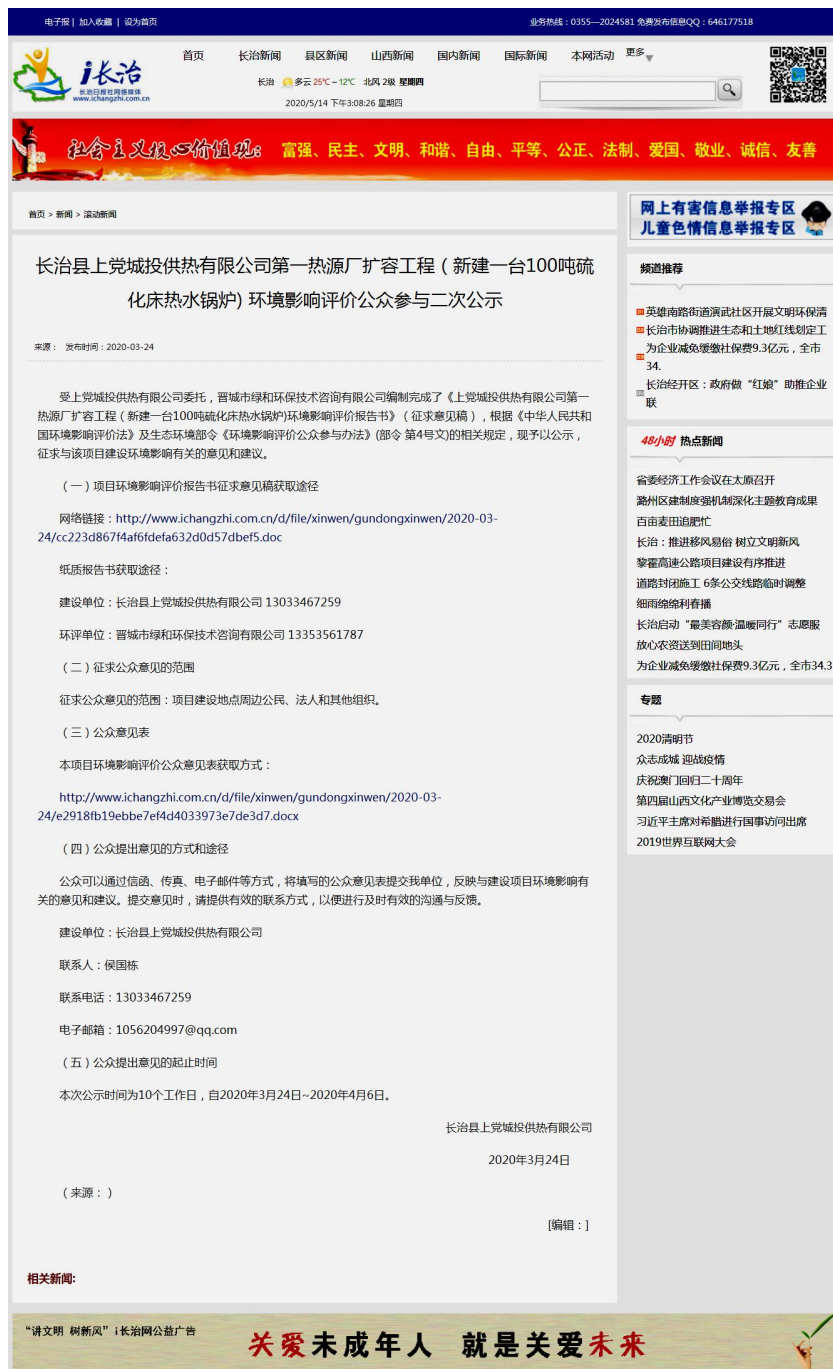 电子报 | 加入收藏 | 设为首页
业务热线：0355—2024581 免费发布信息QQ：646177518
i长治
长治日报社网络媒体
www.ichangzhi.com.cn
首页 长治新闻 县区新闻 山西新闻 国内新闻 国际新闻 本网活动 更多
长治 多云 25℃～12℃ 北风 2级 星期四
2020/5/14 下午3:08:26 星期四
社会主义核心价值观：
富强、民主、文明、和谐、自由、平等、公正、法制、爱国、敬业、诚信、友善
首页 > 新闻 > 滚动新闻
长治县上党城投供热有限公司第一热源厂扩容工程（新建一台100吨硫
化床热水锅炉) 环境影响评价公众参与二次公示
来源： 发布时间：2020-03-24
受上党城投供热有限公司委托，晋城市绿和环保技术咨询有限公司编制完成了《上党城投供热有限公司第一
热源厂扩容工程（新建一台100吨硫化床热水锅炉)环境影响评价报告书》（征求意见稿），根据《中华人民共和
国环境影响评价法》及生态环境部令《环境影响评价公众参与办法》(部令 第4号文)的相关规定，现予以公示，
征求与该项目建设环境影响有关的意见和建议。
（一）项目环境影响评价报告书征求意见稿获取途径
网络链接：http://www.ichangzhi.com.cn/d/file/xinwen/gundongxinwen/2020-03-
24/cc223d867f4af6fdefa632d0d57dbef5.doc
纸质报告书获取途径：
建设单位：长治县上党城投供热有限公司 13033467259
环评单位：晋城市绿和环保技术咨询有限公司 13353561787
（二）征求公众意见的范围
征求公众意见的范围：项目建设地点周边公民、法人和其他组织。
（三）公众意见表
本项目环境影响评价公众意见表获取方式：
http://www.ichangzhi.com.cn/d/file/xinwen/gundongxinwen/2020-03-
24/e2918fb19ebbe7ef4d4033973e7de3d7.docx
（四）公众提出意见的方式和途径
公众可以通过信函、传真、电子邮件等方式，将填写的公众意见表提交我单位，反映与建设项目环境影响有
关的意见和建议。提交意见时，请提供有效的联系方式，以便进行及时有效的沟通与反馈。
建设单位：长治县上党城投供热有限公司
联系人：侯国栋
联系电话：13033467259
电子邮箱：1056204997@qq.com
（五）公众提出意见的起止时间
本次公示时间为10个工作日，自2020年3月24日~2020年4月6日。
长治县上党城投供热有限公司
2020年3月24日
（来源：）
[编辑：]
相关新闻:
网上有害信息举报专区
儿童色情信息举报专区
频道推荐
英雄南路街道演武社区开展文明环保清
长治市协调推进生态和土地红线划定工
为企业减免缓缴社保费9.3亿元，全市
34.
长治经开区：政府做“红娘”助推企业
联
48小时 热点新闻
省委经济工作会议在太原召开
潞州区建制度强机制深化主题教育成果
百亩麦田追肥忙
长治：推进移风易俗 树立文明新风
黎霍高速公路项目建设有序推进
道路封闭施工 6条公交线路临时调整
细雨绵绵利春播
长治启动“最美容颜·温暖同行”志愿服
放心农资送到田间地头
为企业减免缓缴社保费9.3亿元，全市34.3
专题
2020清明节
众志成城 迎战疫情
庆祝澳门回归二十周年
第四届山西文化产业博览交易会
习近平主席对希腊进行国事访问出席
2019世界互联网大会
“讲文明 树新风”i长治网公益广告
关爱未成年人 就是关爱未来